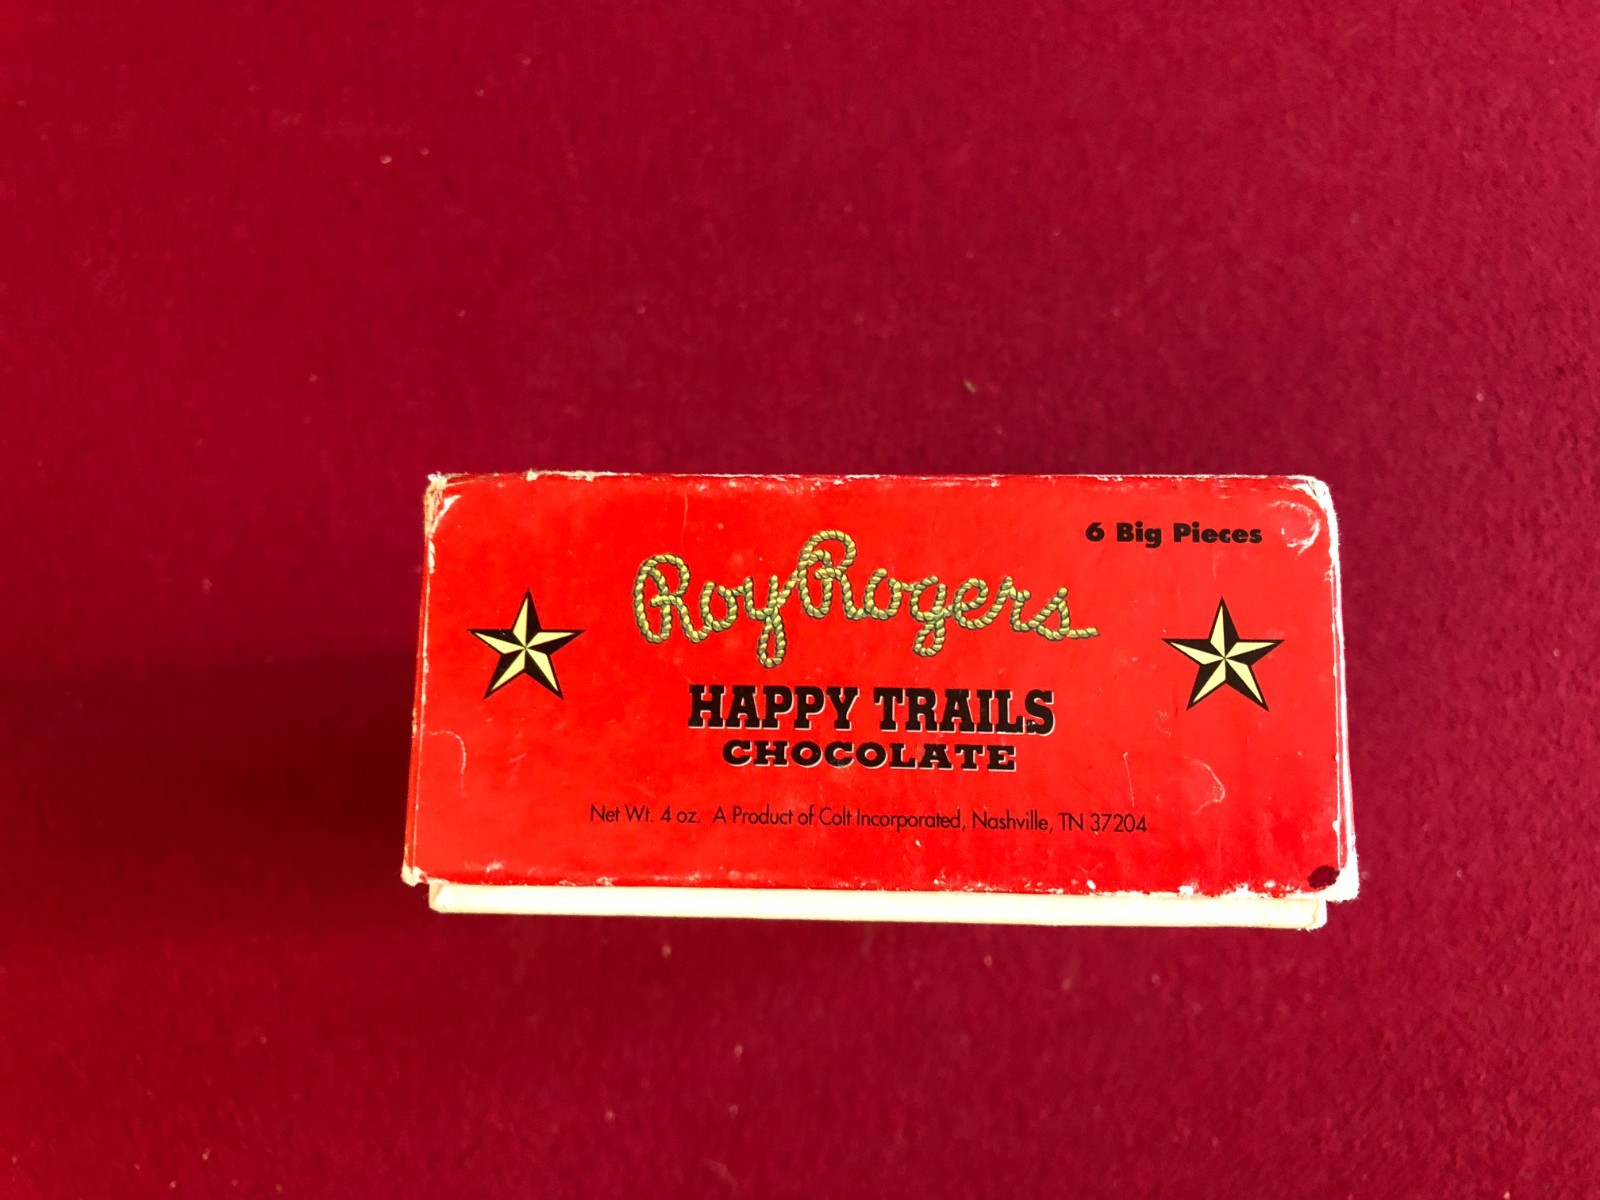 6 Big Pieces
Roy Rogers
HAPPY TRAILS
CHOCOLATE
Net Wt. 4 oz. A Product of Colt Incorporated, Nashville, TN 37204